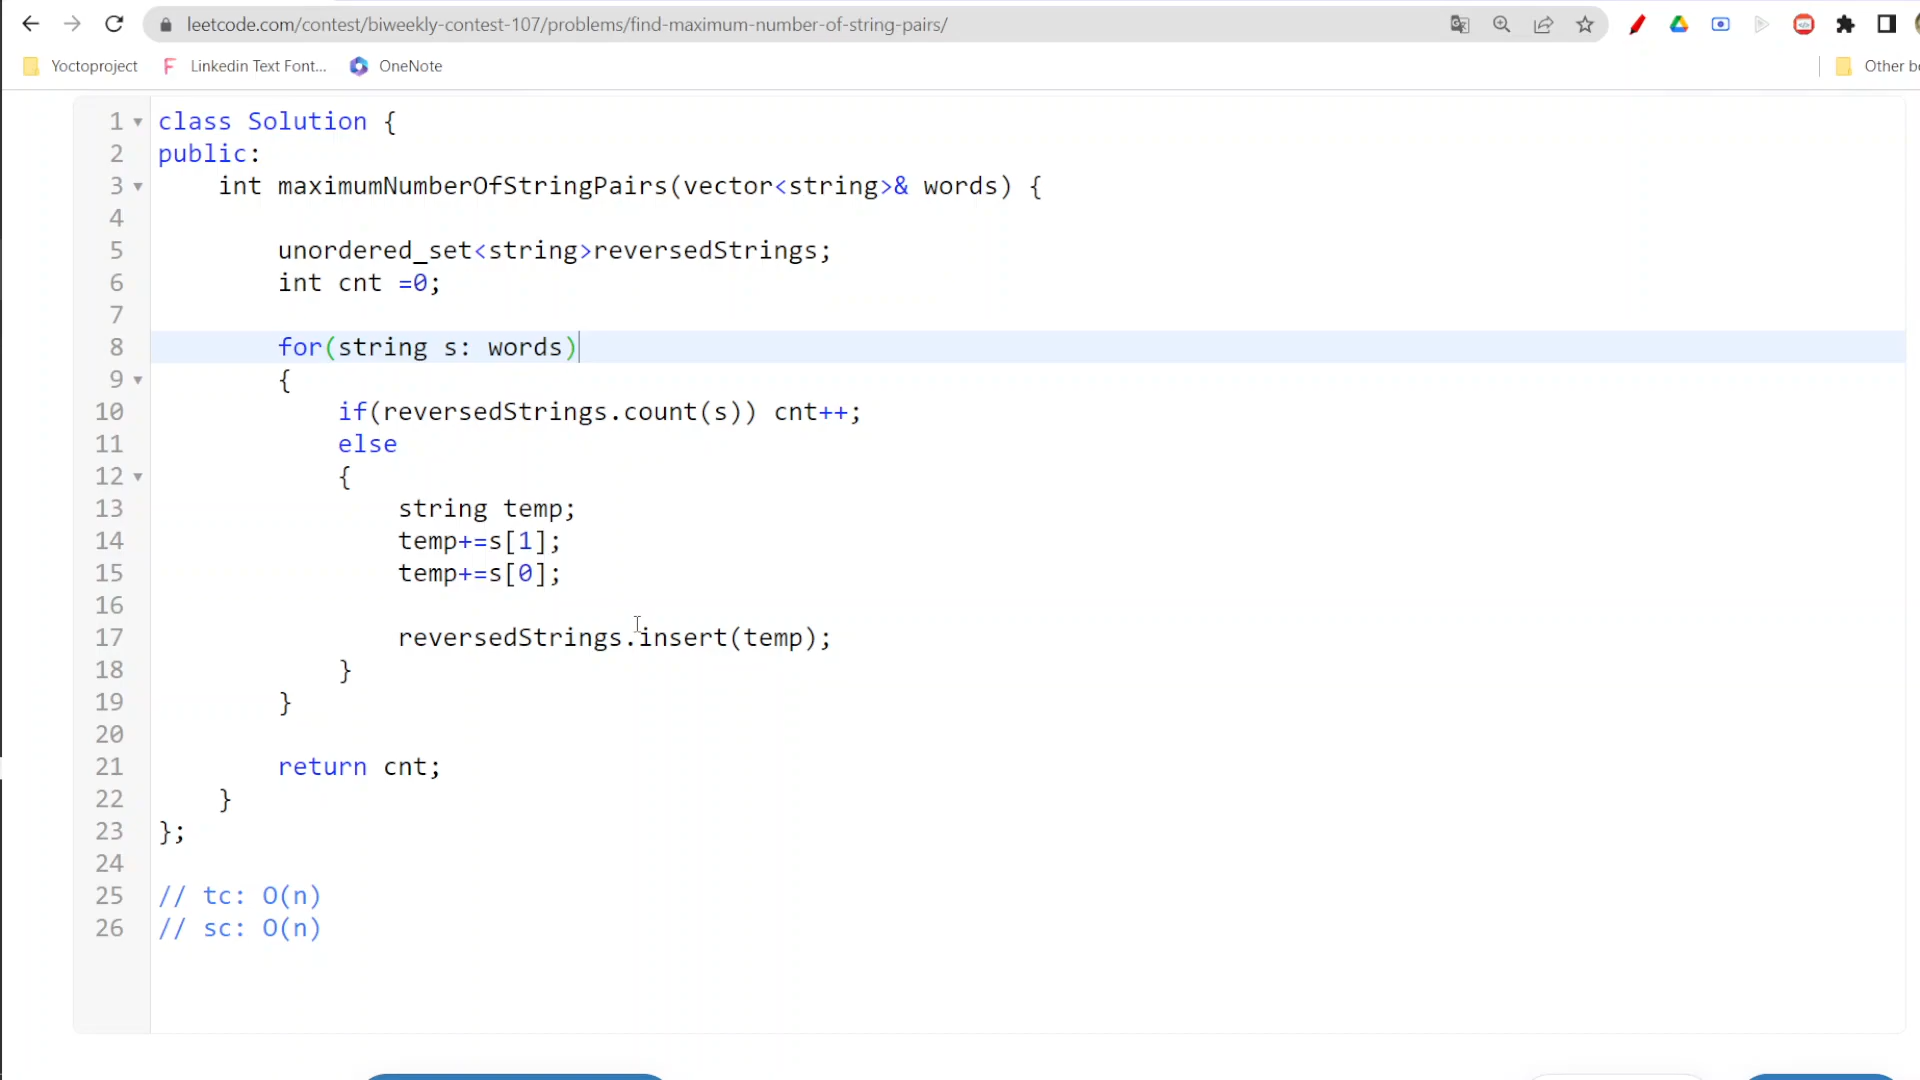 leetcode.com/contest/biweekly-contest-107/problems/find-maximum-number-of-string-pairs/
Yoctoproject Linkedin Text Font... OneNote Other be
1 class Solution {
2 public:
3 int maximumNumberOfStringPairs(vector<string>& words) {
4
5 unordered_set<string>reversedStrings;
6 int cnt =0;
7
8 for(string s: words)
9 {
10 if(reversedStrings.count(s)) cnt++;
11 else
12 {
13 string temp;
14 temp+=s[1];
15 temp+=s[0];
16
17 reversedStrings.insert(temp);
18 }
19 }
20
21 return cnt;
22 }
23 };
24
25 // tc: O(n)
26 // sc: O(n)